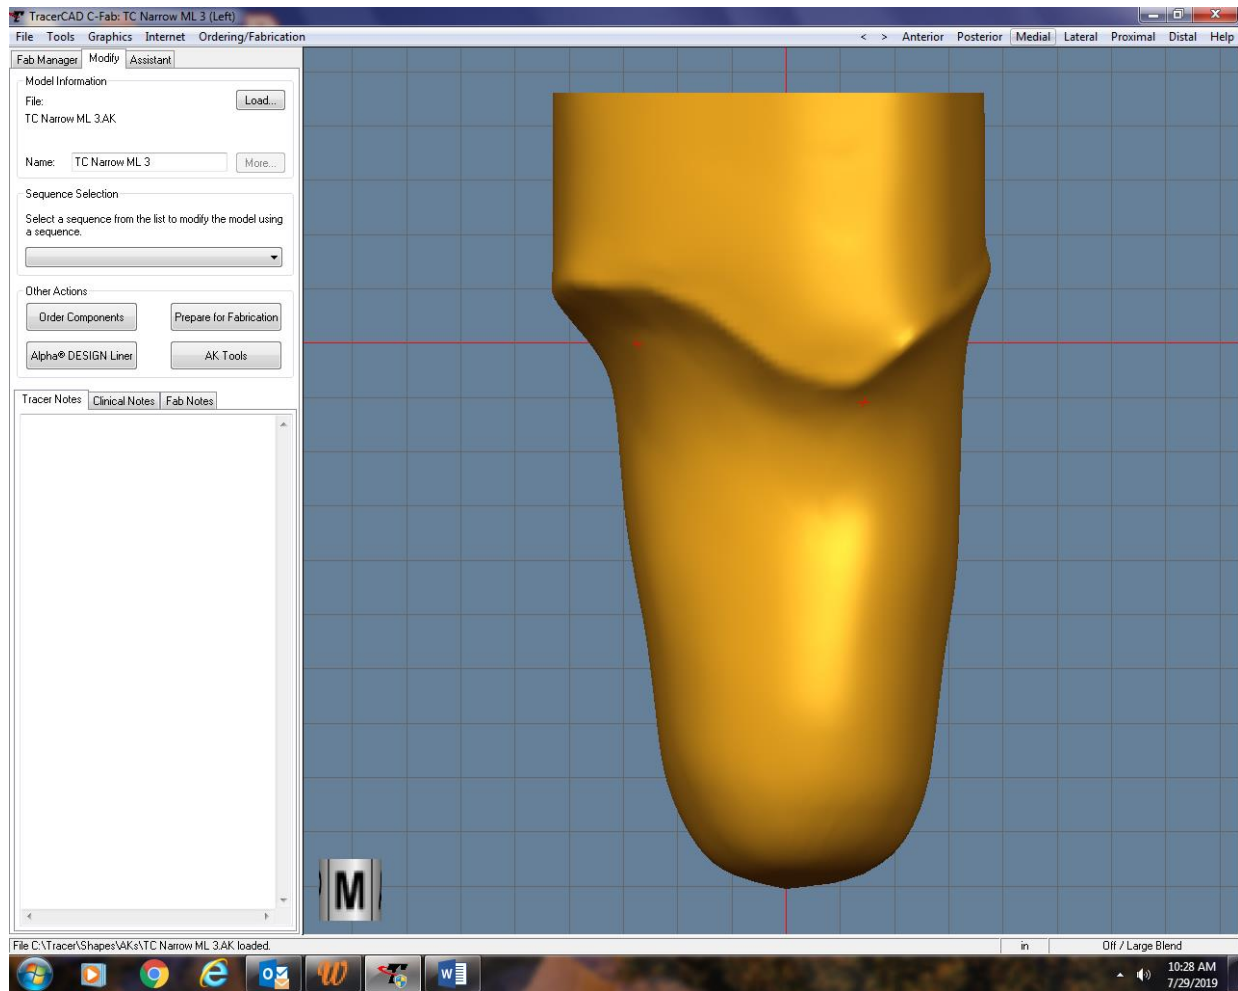 TracerCAD C-Fab: TC Narrow ML 3 (Left)
File Tools Graphics Internet Ordering/Fabrication < > Anterior Posterior Medial Lateral Proximal Distal Help
Fab Manager Modify Assistant
Model Information
File: Load...
TC Narrow ML 3.AK
Name: TC Narrow ML 3 More...
Sequence Selection
Select a sequence from the list to modify the model using
a sequence.
Other Actions
Order Components Prepare for Fabrication
Alpha® DESIGN Liner AK Tools
Tracer Notes Clinical Notes Fab Notes
M
File C:\Tracer\Shapes\AKs\TC Narrow ML 3.AK loaded. in Off / Large Blend
10:28 AM
7/29/2019